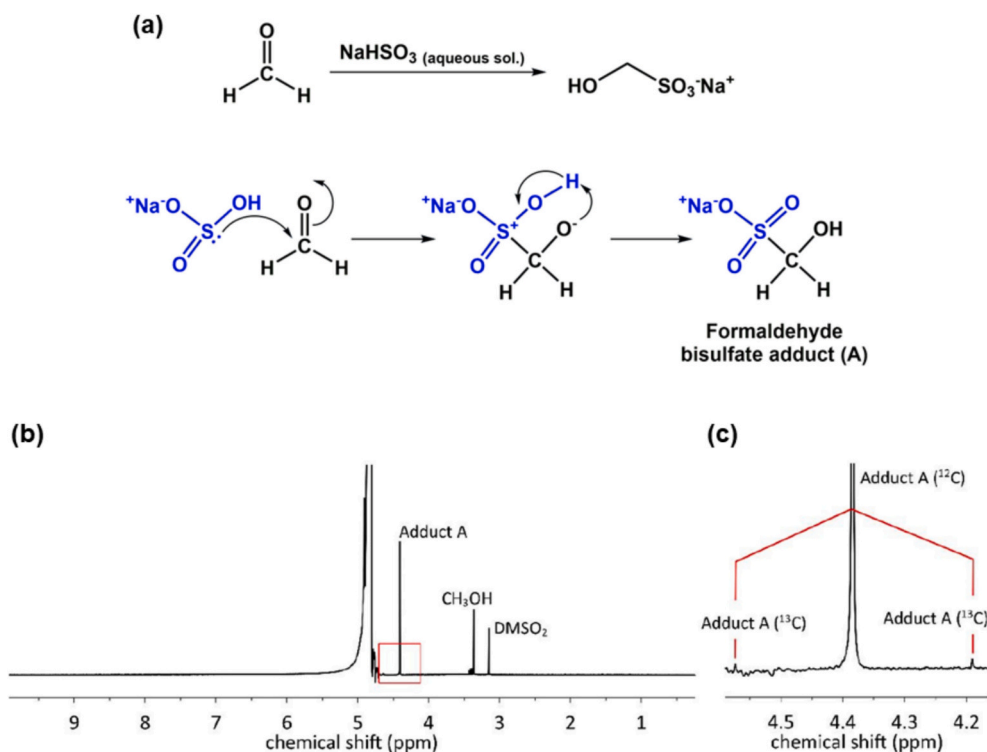 (a)
O
C
H H
NaHSO₃ (aqueous sol.)
HO SO₃⁻Na⁺
⁺Na⁻O OH
S:
O
O
C
H H
⁺Na⁻O O H
S⁺ O⁻
O C
H H
⁺Na⁻O O
S OH
O C
H H
Formaldehyde
bisulfate adduct (A)
(b)
Adduct A
CH₃OH
DMSO₂
9 8 7 6 5 4 3 2 1
chemical shift (ppm)
(c)
Adduct A (¹²C)
Adduct A (¹³C)
Adduct A (¹³C)
4.5 4.4 4.3 4.2
chemical shift (ppm)